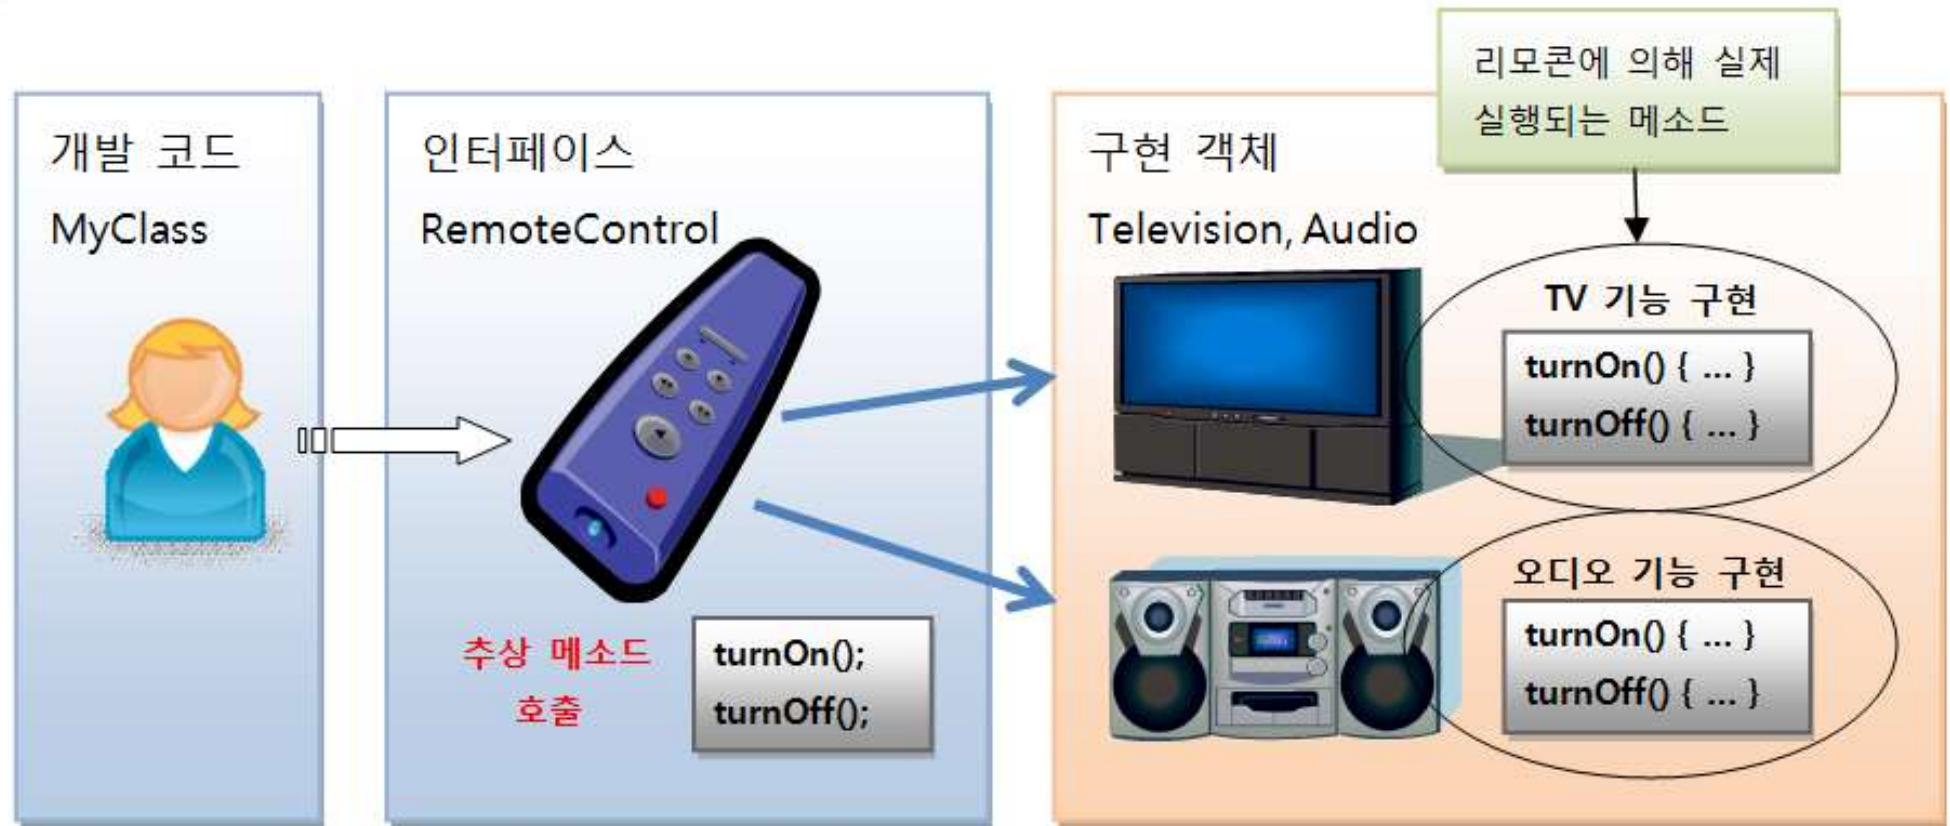 개발 코드
MyClass
인터페이스
RemoteControl
추상 메소드
호출
turnOn();
turnOff();
구현 객체
Television, Audio
리모콘에 의해 실제
실행되는 메소드
TV 기능 구현
turnOn() { ... }
turnOff() { ... }
오디오 기능 구현
turnOn() { ... }
turnOff() { ... }